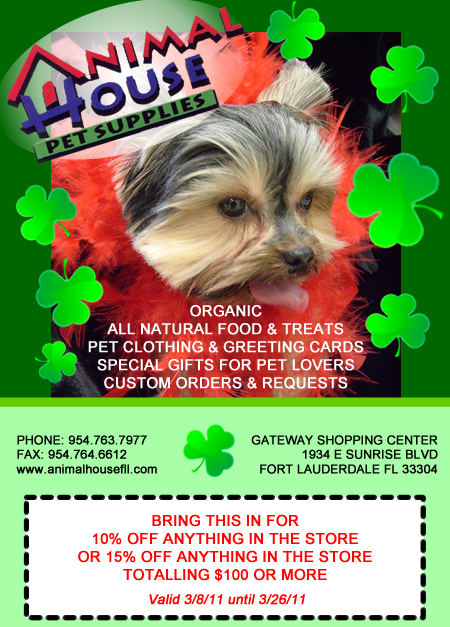 ANIMAL
HOUSE
PET SUPPLIES
ORGANIC
ALL NATURAL FOOD & TREATS
PET CLOTHING & GREETING CARDS
SPECIAL GIFTS FOR PET LOVERS
CUSTOM ORDERS & REQUESTS
PHONE: 954.763.7977
FAX: 954.764.6612
www.animalhousefll.com
GATEWAY SHOPPING CENTER
1934 E SUNRISE BLVD
FORT LAUDERDALE FL 33304
BRING THIS IN FOR
10% OFF ANYTHING IN THE STORE
OR 15% OFF ANYTHING IN THE STORE
TOTALLING $100 OR MORE
Valid 3/8/11 until 3/26/11